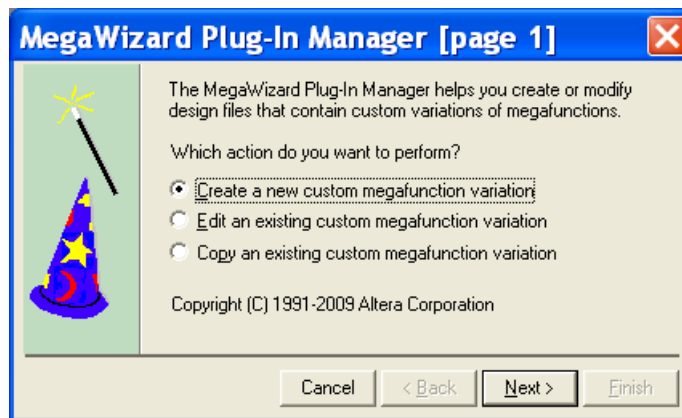 MegaWizard Plug-In Manager [page 1]
The MegaWizard Plug-In Manager helps you create or modify
design files that contain custom variations of megafunctions.
Which action do you want to perform?
Create a new custom megafunction variation
Edit an existing custom megafunction variation
Copy an existing custom megafunction variation
Copyright (C) 1991-2009 Altera Corporation
Cancel < Back Next > Finish